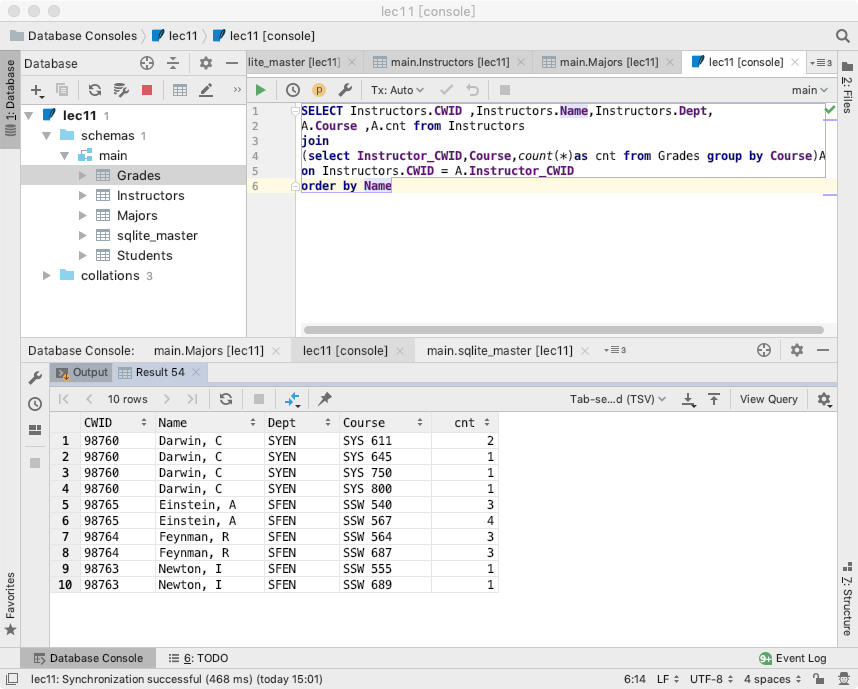 lec11 [console]
Database Consoles lec11 lec11 [console]
1: Database
Database
lite_master [lec11] main.Instructors [lec11] main.Majors [lec11] lec11 [console] 3
Tx: Auto main
lec11 1
schemas 1
main
Grades
Instructors
Majors
sqlite_master
Students
collations 3
1 SELECT Instructors.CWID ,Instructors.Name,Instructors.Dept,
2 A.Course ,A.cnt from Instructors
3 join
4 (select Instructor_CWID,Course,count(*)as cnt from Grades group by Course)A
5 on Instructors.CWID = A.Instructor_CWID
6 order by Name
2: Files
Database Console: main.Majors [lec11] lec11 [console] main.sqlite_master [lec11] 3
Output Result 54
10 rows Tab-se...d (TSV) View Query
CWID Name Dept Course cnt
1 98760 Darwin, C SYEN SYS 611 2
2 98760 Darwin, C SYEN SYS 645 1
3 98760 Darwin, C SYEN SYS 750 1
4 98760 Darwin, C SYEN SYS 800 1
5 98765 Einstein, A SFEN SSW 540 3
6 98765 Einstein, A SFEN SSW 567 4
7 98764 Feynman, R SFEN SSW 564 3
8 98764 Feynman, R SFEN SSW 687 3
9 98763 Newton, I SFEN SSW 555 1
10 98763 Newton, I SFEN SSW 689 1
Favorites
7: Structure
Database Console 6: TODO 9+ Event Log
lec11: Synchronization successful (468 ms) (today 15:01) 6:14 LF UTF-8 4 spaces